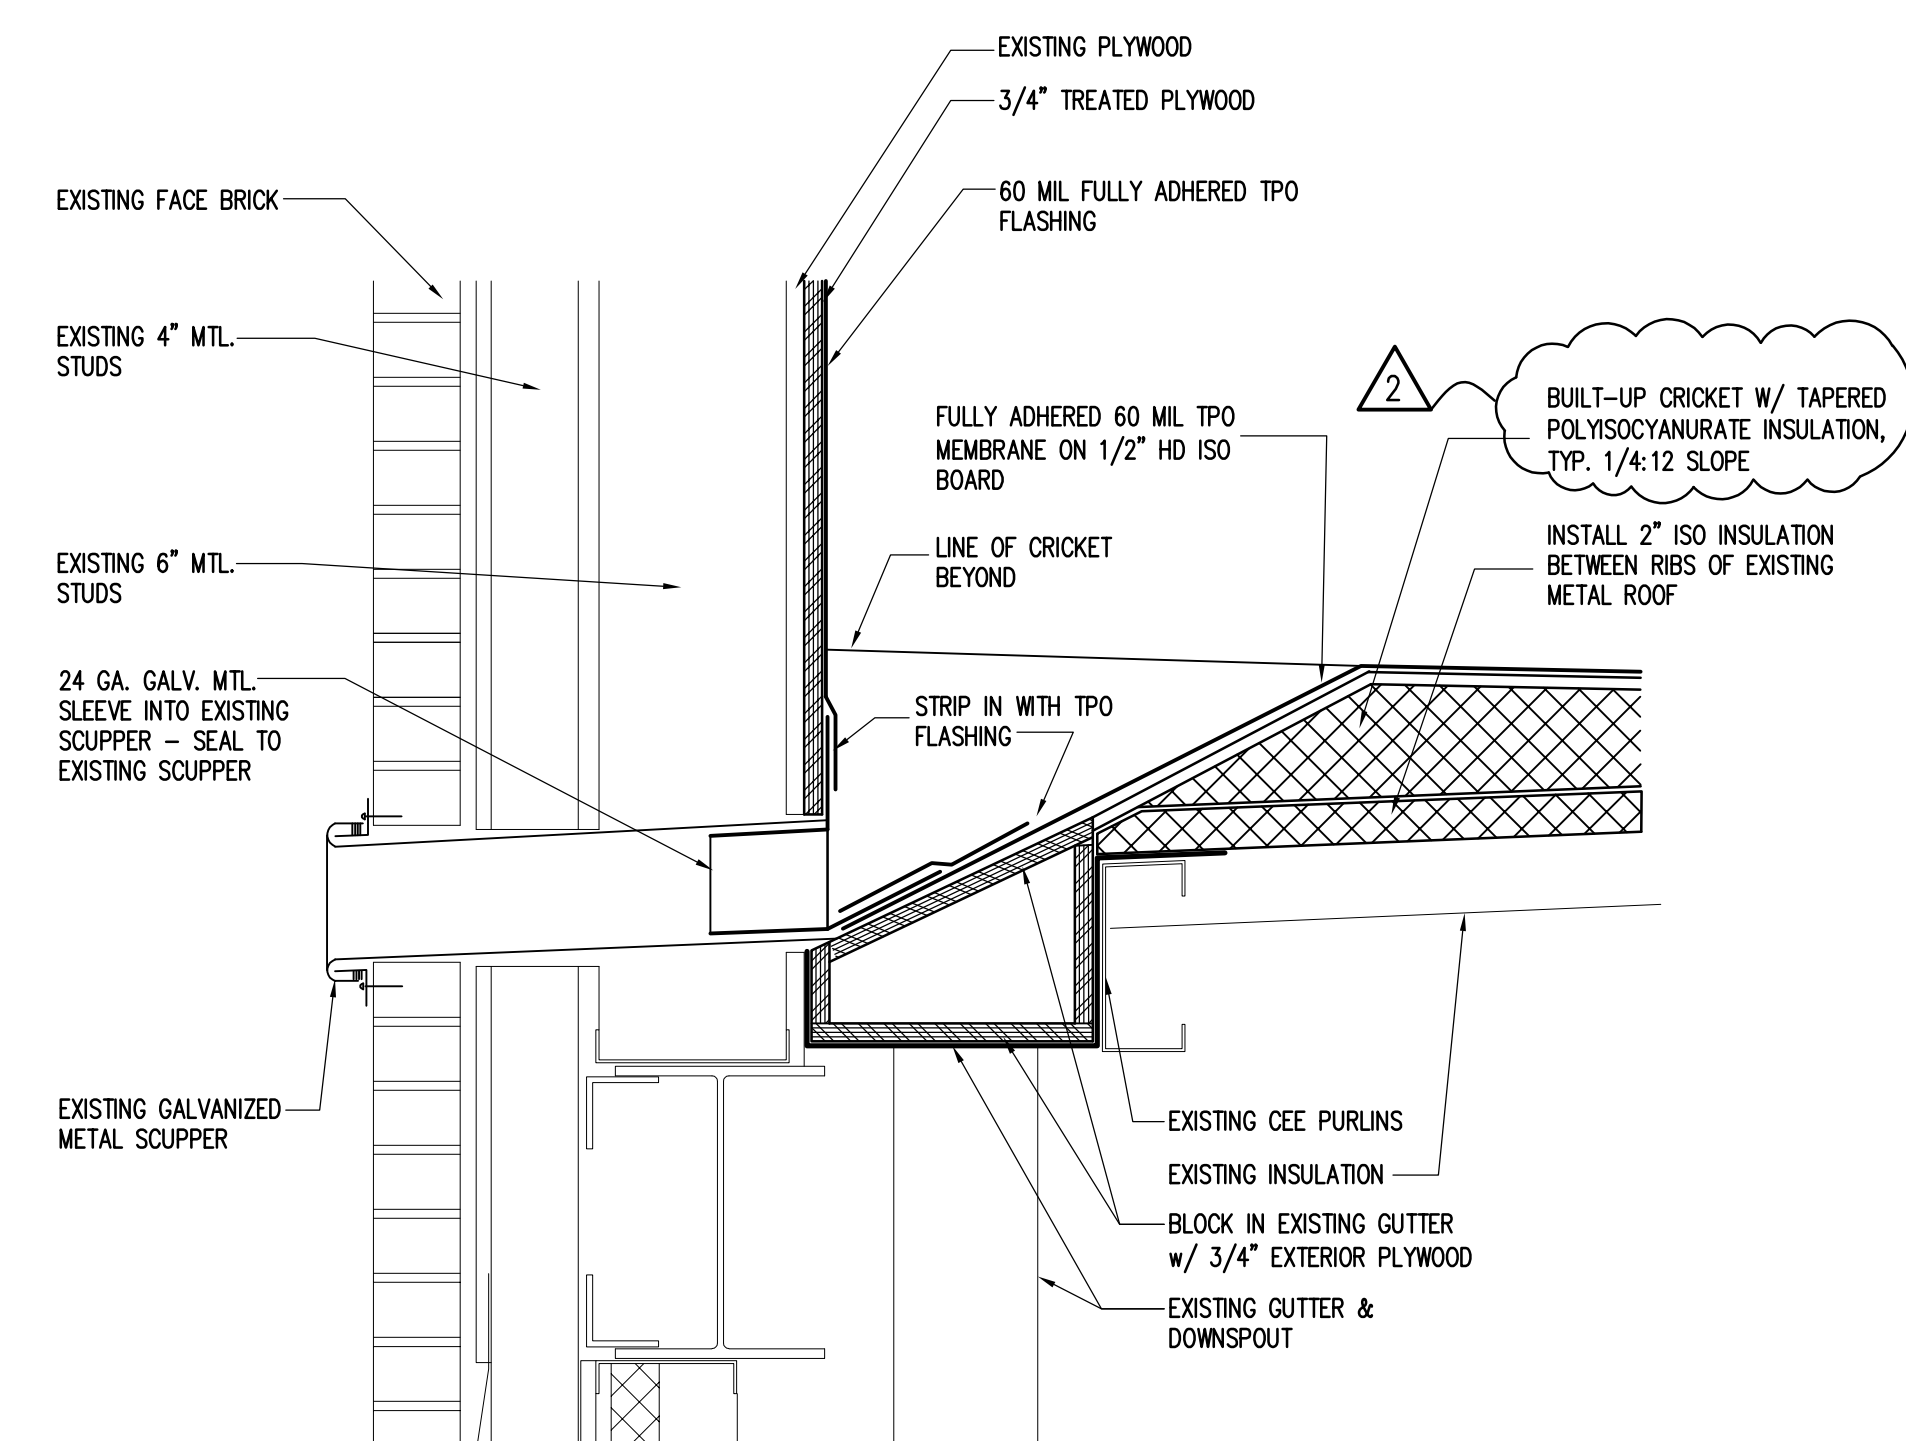 EXISTING PLYWOOD
3/4" TREATED PLYWOOD
60 MIL FULLY ADHERED TPO
FLASHING
EXISTING FACE BRICK
EXISTING 4" MTL.
STUDS
2
BUILT-UP CRICKET W/ TAPERED
POLYISOCYANURATE INSULATION,
TYP. 1/4:12 SLOPE
FULLY ADHERED 60 MIL TPO
MEMBRANE ON 1/2" HD ISO
BOARD
INSTALL 2" ISO INSULATION
BETWEEN RIBS OF EXISTING
METAL ROOF
LINE OF CRICKET
BEYOND
EXISTING 6" MTL.
STUDS
24 GA. GALV. MTL.
SLEEVE INTO EXISTING
SCUPPER - SEAL TO
EXISTING SCUPPER
STRIP IN WITH TPO
FLASHING
EXISTING GALVANIZED
METAL SCUPPER
EXISTING CEE PURLINS
EXISTING INSULATION
BLOCK IN EXISTING GUTTER
w/ 3/4" EXTERIOR PLYWOOD
EXISTING GUTTER &
DOWNSPOUT